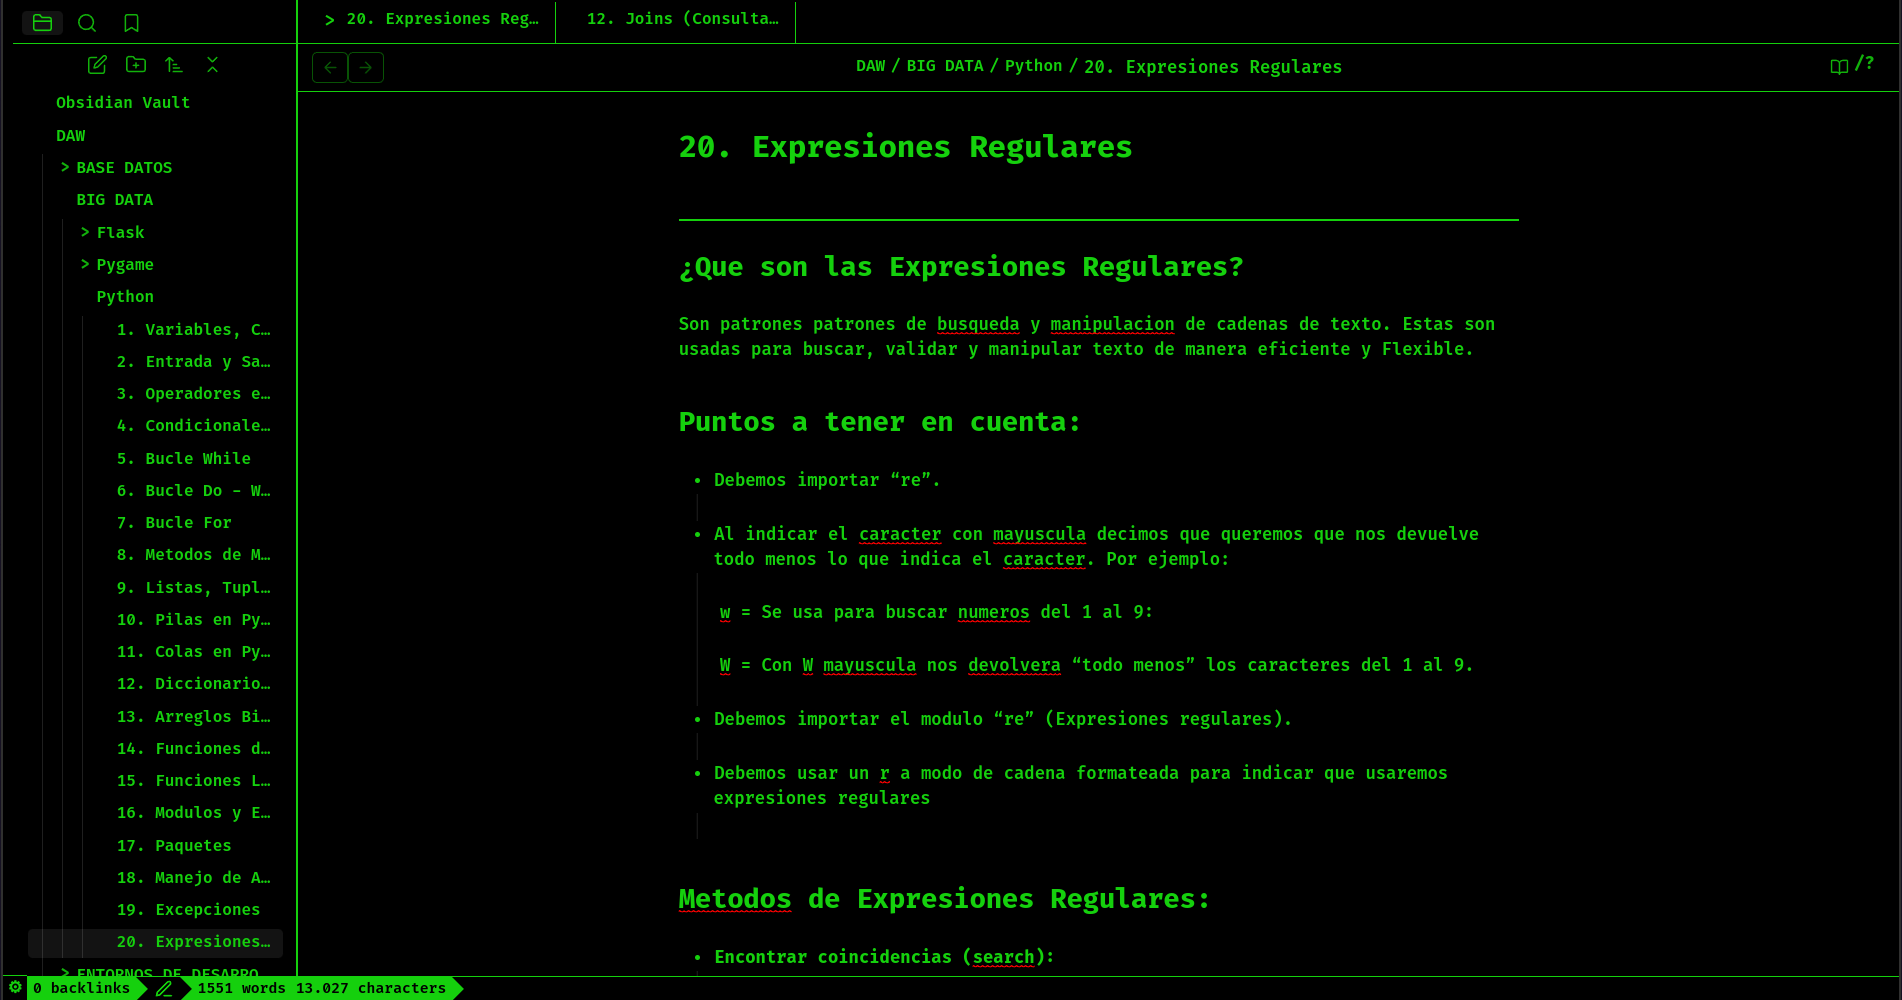 > 20. Expresiones Reg…
12. Joins (Consulta…
DAW / BIG DATA / Python / 20. Expresiones Regulares
/?
Obsidian Vault
DAW
> BASE DATOS
BIG DATA
> Flask
> Pygame
Python
1. Variables, C…
2. Entrada y Sa…
3. Operadores e…
4. Condicionale…
5. Bucle While
6. Bucle Do - W…
7. Bucle For
8. Metodos de M…
9. Listas, Tupl…
10. Pilas en Py…
11. Colas en Py…
12. Diccionario…
13. Arreglos Bi…
14. Funciones d…
15. Funciones L…
16. Modulos y E…
17. Paquetes
18. Manejo de A…
19. Excepciones
20. Expresiones…
> ENTORNOS DE DESARRO…
20. Expresiones Regulares
¿Que son las Expresiones Regulares?
Son patrones patrones de busqueda y manipulacion de cadenas de texto. Estas son
usadas para buscar, validar y manipular texto de manera eficiente y Flexible.
Puntos a tener en cuenta:
• Debemos importar “re”.
• Al indicar el caracter con mayuscula decimos que queremos que nos devuelve
todo menos lo que indica el caracter. Por ejemplo:
w = Se usa para buscar numeros del 1 al 9:
W = Con W mayuscula nos devolvera “todo menos” los caracteres del 1 al 9.
• Debemos importar el modulo “re” (Expresiones regulares).
• Debemos usar un r a modo de cadena formateada para indicar que usaremos
expresiones regulares
Metodos de Expresiones Regulares:
• Encontrar coincidencias (search):
0 backlinks
1551 words 13.027 characters